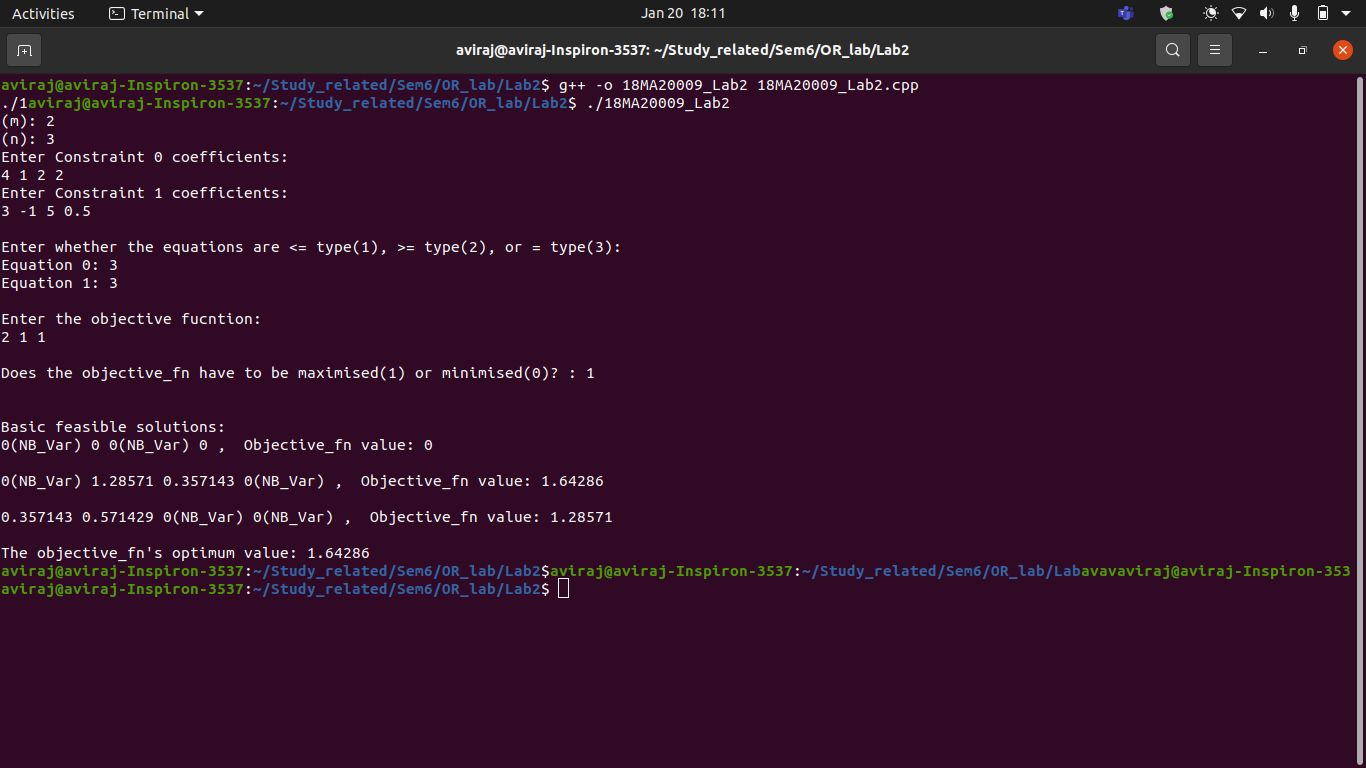 Activities Terminal Jan 20 18:11
aviraj@aviraj-Inspiron-3537: ~/Study_related/Sem6/OR_lab/Lab2
aviraj@aviraj-Inspiron-3537:~/Study_related/Sem6/OR_lab/Lab2$ g++ -o 18MA20009_Lab2 18MA20009_Lab2.cpp
./1aviraj@aviraj-Inspiron-3537:~/Study_related/Sem6/OR_lab/Lab2$ ./18MA20009_Lab2
(m): 2
(n): 3
Enter Constraint 0 coefficients:
4 1 2 2
Enter Constraint 1 coefficients:
3 -1 5 0.5
Enter whether the equations are <= type(1), >= type(2), or = type(3):
Equation 0: 3
Equation 1: 3
Enter the objective fucntion:
2 1 1
Does the objective_fn have to be maximised(1) or minimised(0)? : 1
Basic feasible solutions:
0(NB_Var) 0 0(NB_Var) 0 ,  Objective_fn value: 0
0(NB_Var) 1.28571 0.357143 0(NB_Var) ,  Objective_fn value: 1.64286
0.357143 0.571429 0(NB_Var) 0(NB_Var) ,  Objective_fn value: 1.28571
The objective_fn's optimum value: 1.64286
aviraj@aviraj-Inspiron-3537:~/Study_related/Sem6/OR_lab/Lab2$aviraj@aviraj-Inspiron-3537:~/Study_related/Sem6/OR_lab/Labavavaviraj@aviraj-Inspiron-353
aviraj@aviraj-Inspiron-3537:~/Study_related/Sem6/OR_lab/Lab2$